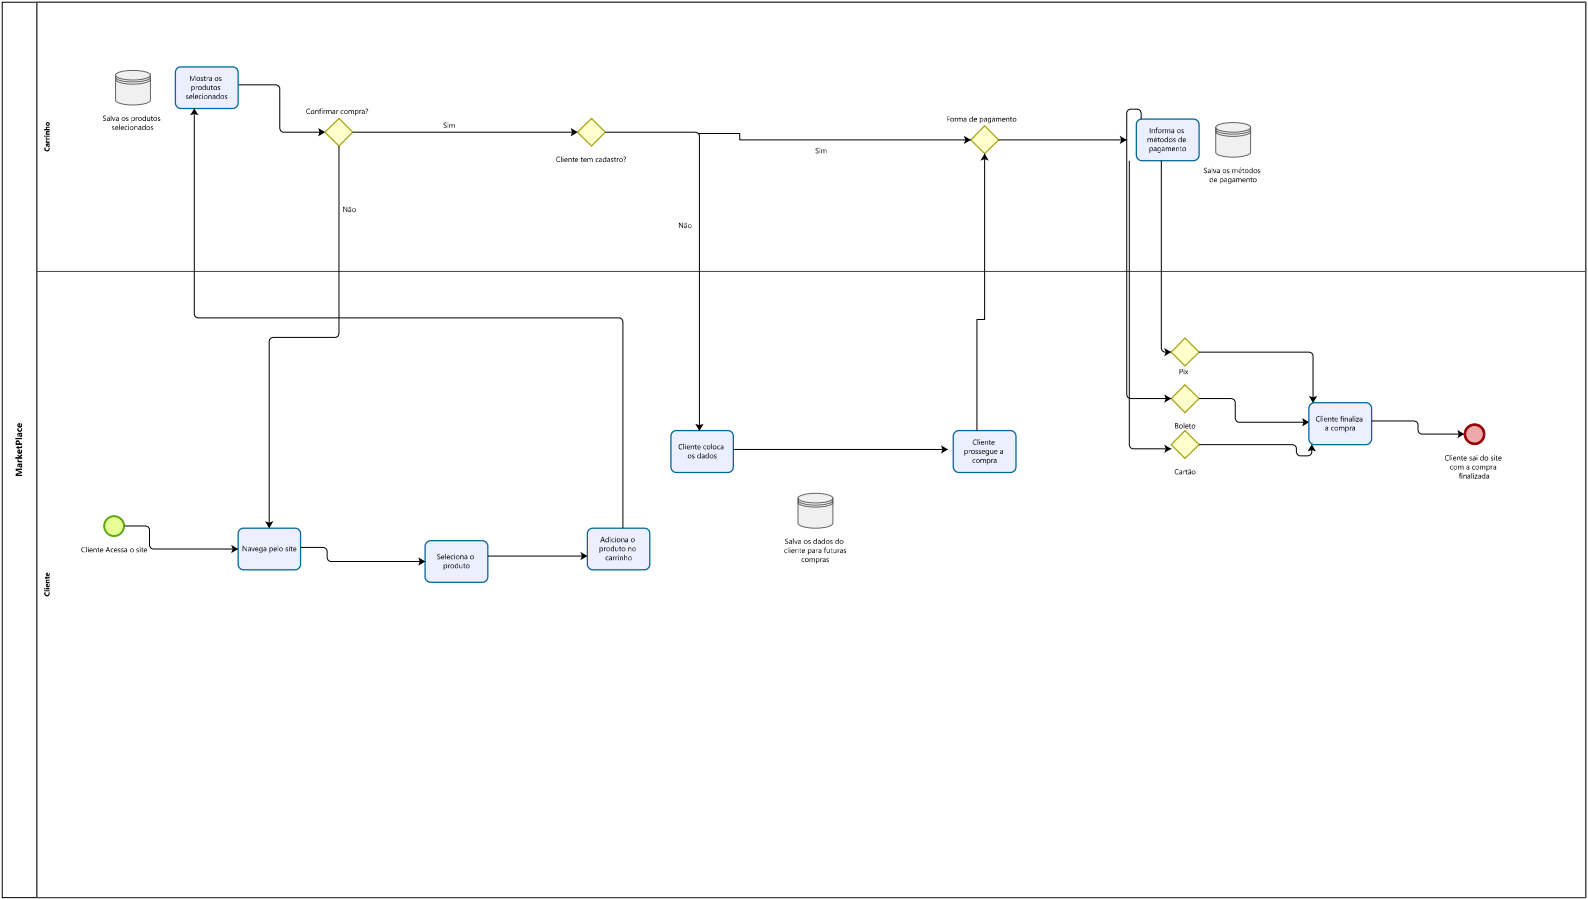 MarketPlace
Carrinho
Salva os produtos
selecionados
Mostra os
produtos
selecionados
Confirmar compra?
Sim
Não
Cliente tem cadastro?
Sim
Não
Forma de pagamento
Informa os
métodos de
pagamento
Salva os métodos
de pagamento
Cliente
Cliente Acessa o site
Navega pelo site
Seleciona o
produto
Adiciona o
produto no
carrinho
Cliente coloca
os dados
Salva os dados do
cliente para futuras
compras
Cliente
prossegue a
compra
Pix
Boleto
Cartão
Cliente finaliza
a compra
Cliente sai do site
com a compra
finalizada